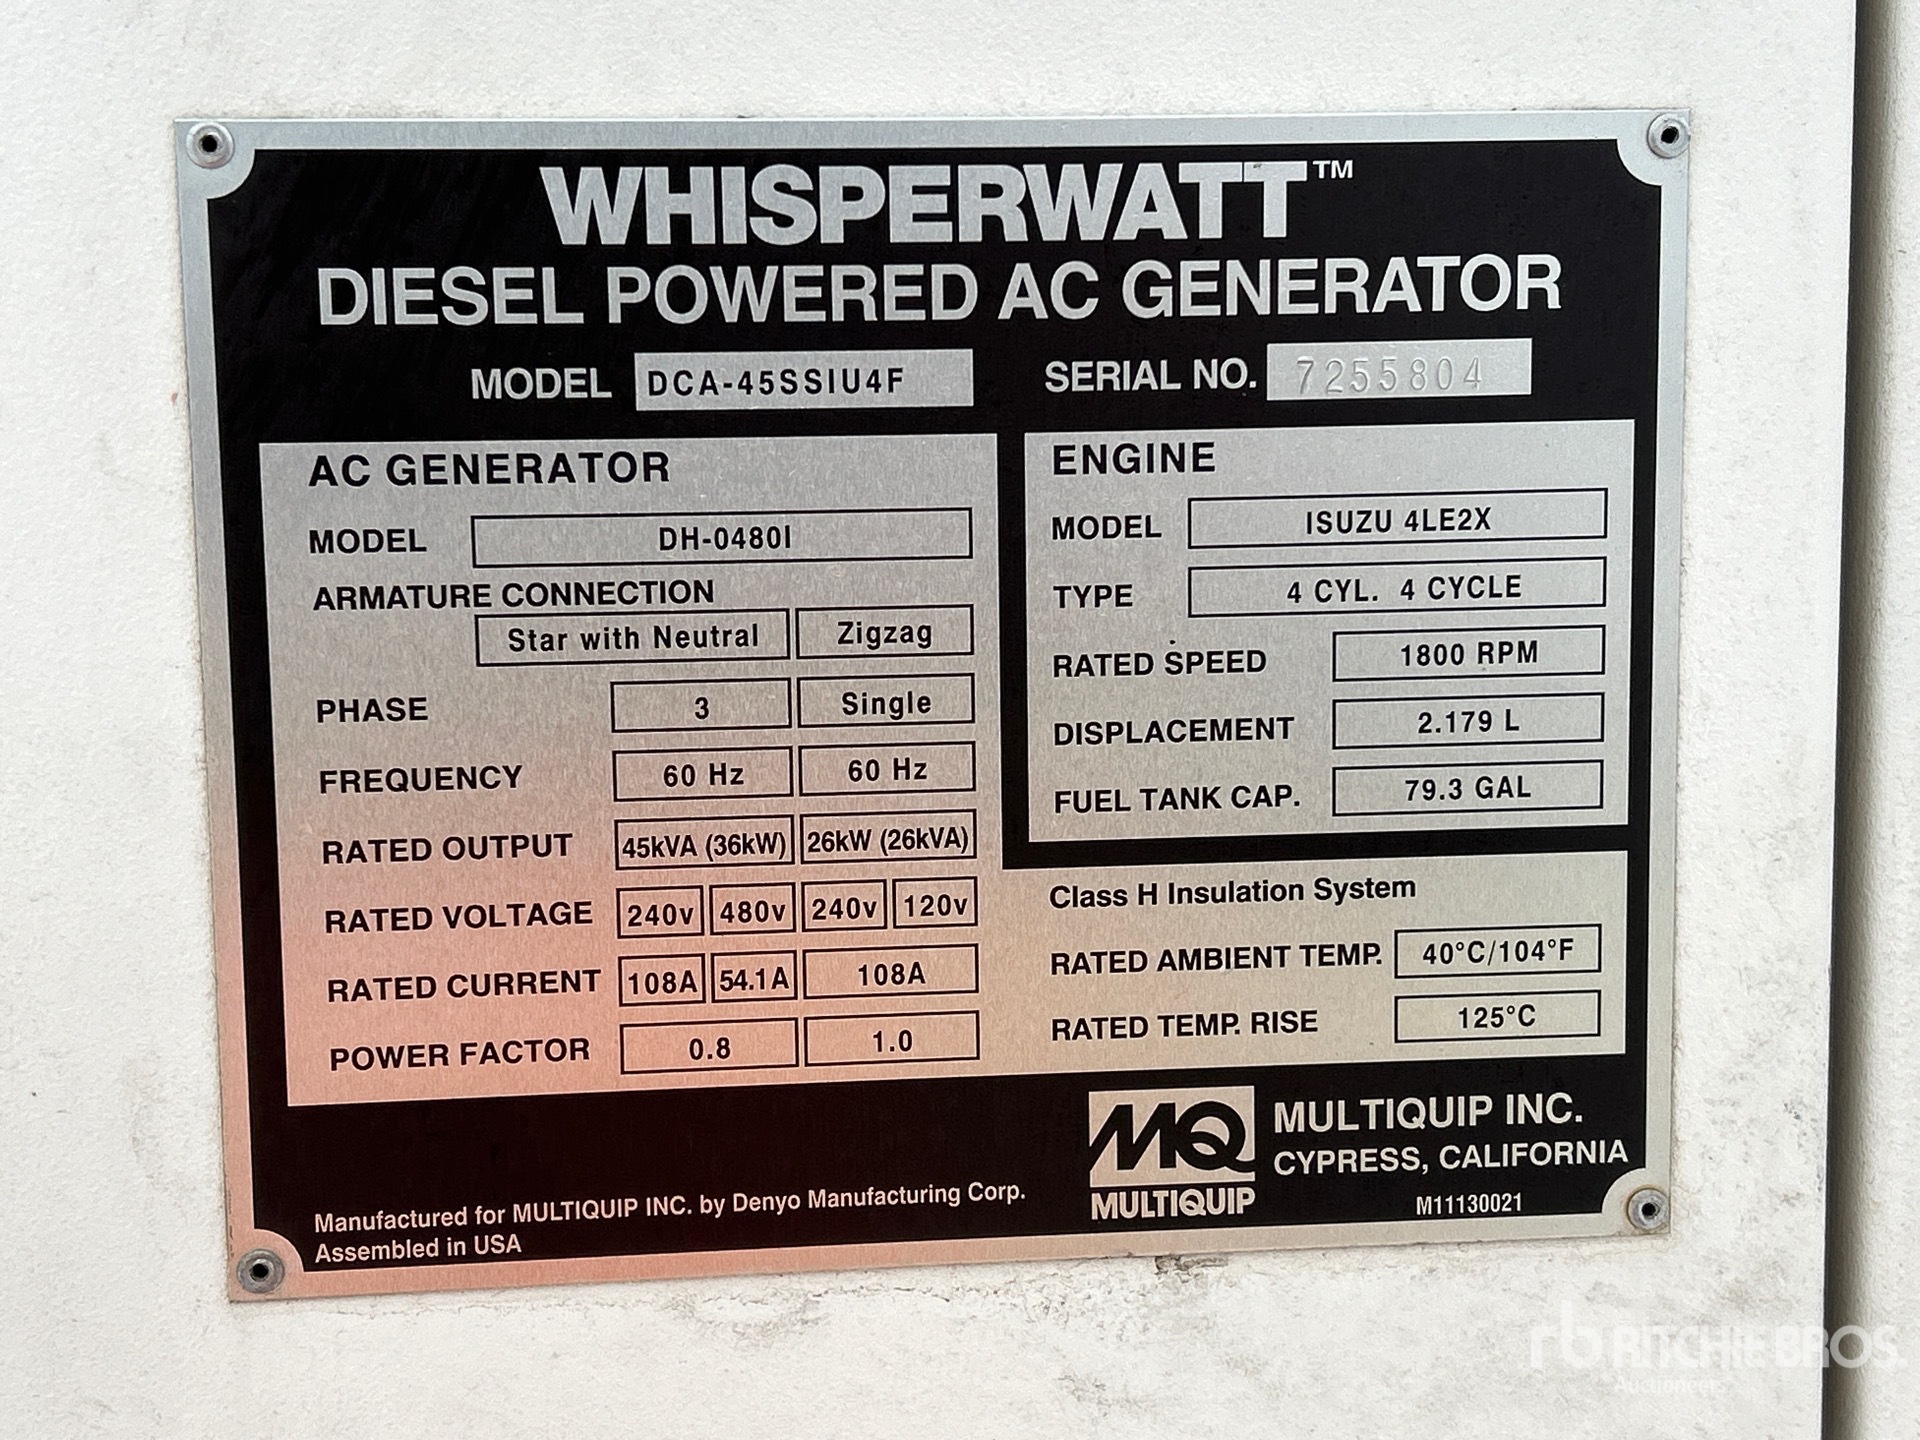 WHISPERWATT™
DIESEL POWERED AC GENERATOR
MODEL DCA-45SSIU4F SERIAL NO. 7255804
AC GENERATOR
MODEL DH-0480I
ARMATURE CONNECTION
Star with Neutral Zigzag
PHASE 3 Single
FREQUENCY 60 Hz 60 Hz
RATED OUTPUT 45kVA (36kW) 26kW (26kVA)
RATED VOLTAGE 240v 480v 240v 120v
RATED CURRENT 108A 54.1A 108A
POWER FACTOR 0.8 1.0
ENGINE
MODEL ISUZU 4LE2X
TYPE 4 CYL. 4 CYCLE
RATED SPEED 1800 RPM
DISPLACEMENT 2.179 L
FUEL TANK CAP. 79.3 GAL
Class H Insulation System
RATED AMBIENT TEMP. 40°C/104°F
RATED TEMP. RISE 125°C
Manufactured for MULTIQUIP INC. by Denyo Manufacturing Corp.
Assembled in USA
MQ
MULTIQUIP
MULTIQUIP INC.
CYPRESS, CALIFORNIA
M11130021
rb RITCHIE BROS.
Auctioneers